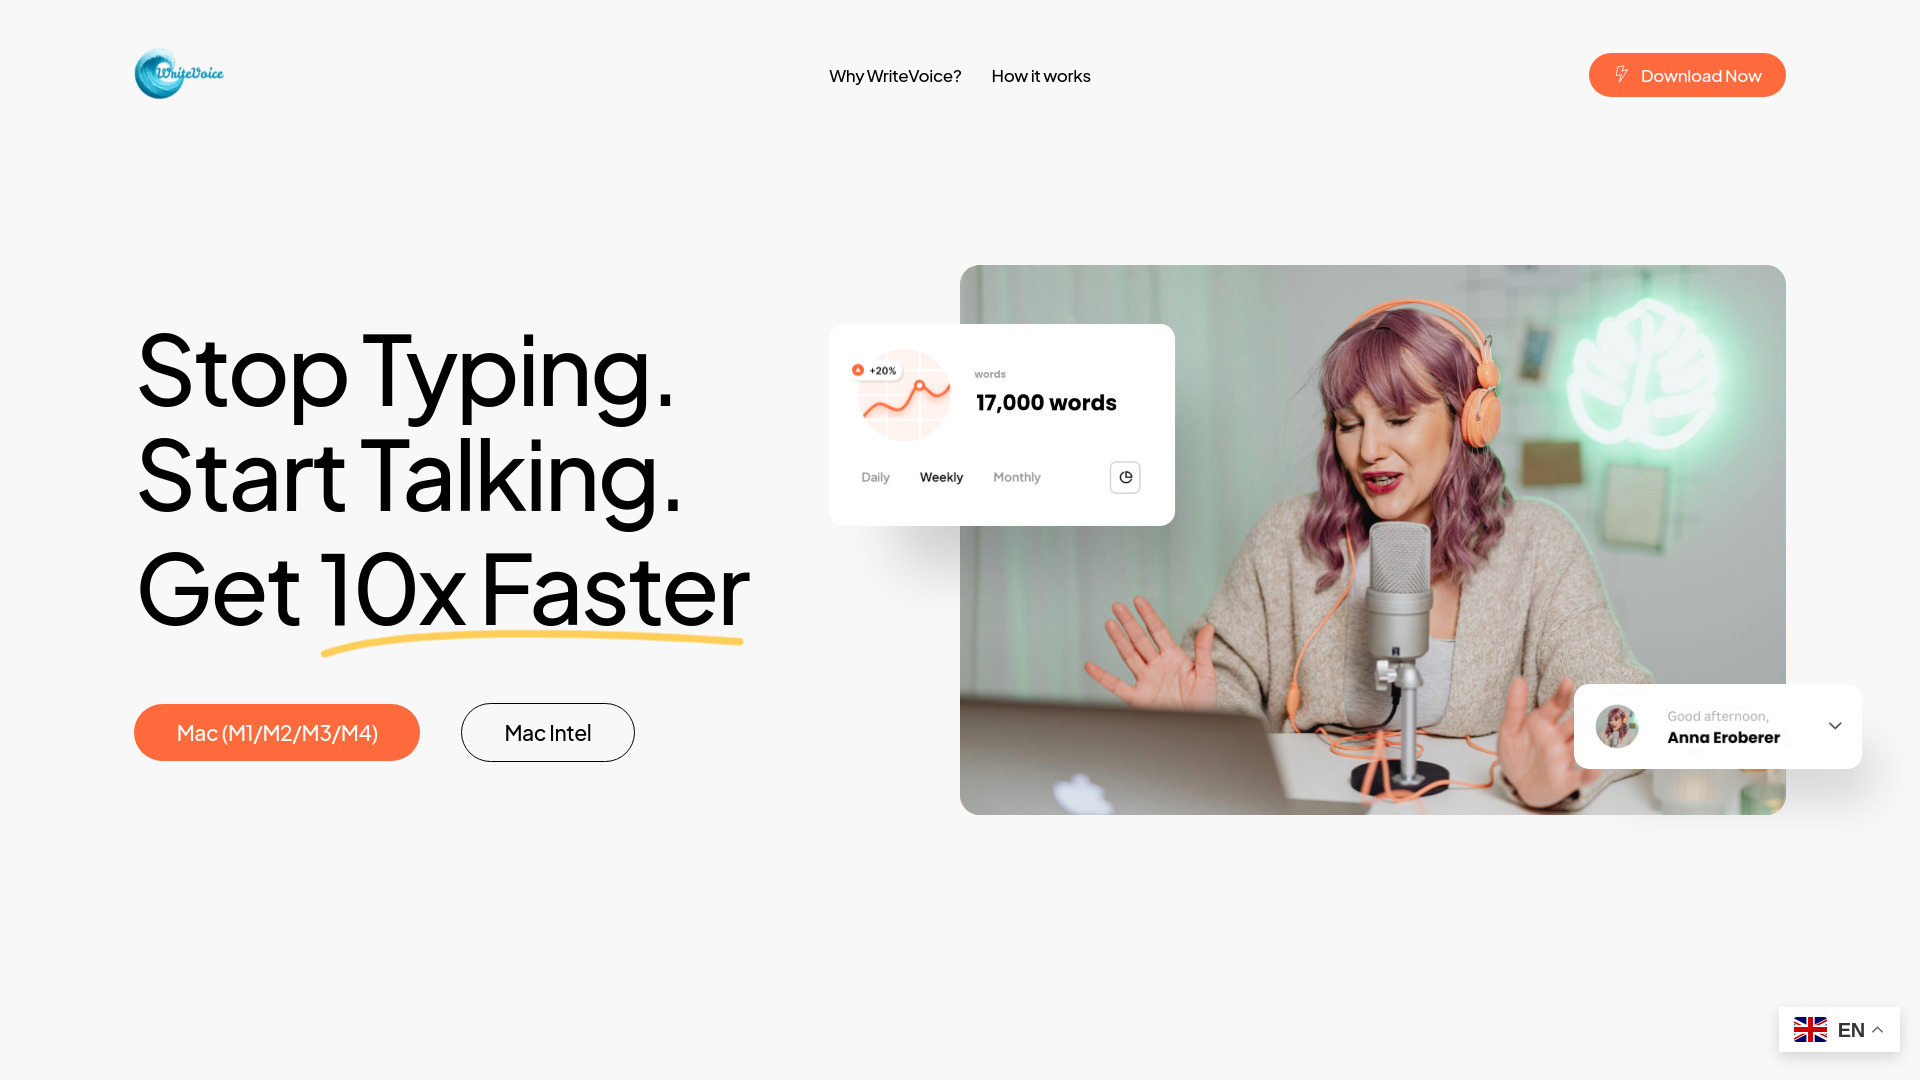 WriteVoice
Why WriteVoice?
How it works
Download Now
Stop Typing.
Start Talking.
Get 10x Faster
Mac (M1/M2/M3/M4)
Mac Intel
+20%
words
17,000 words
Daily
Weekly
Monthly
Good afternoon,
Anna Eroberer
EN